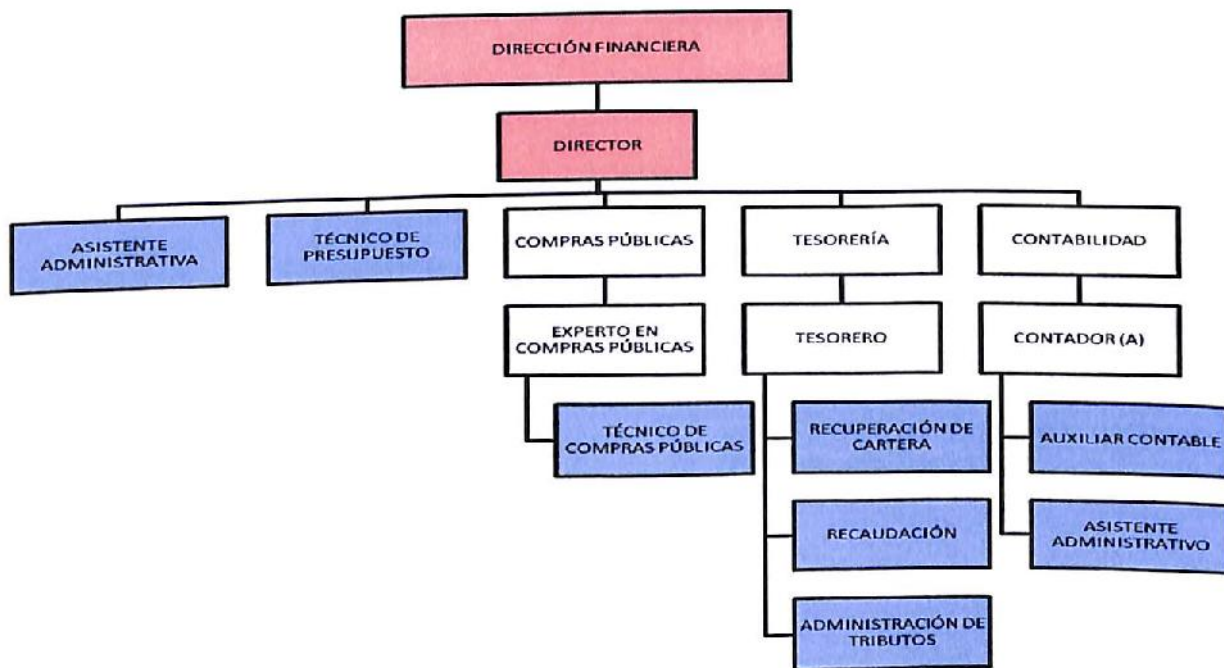 DIRECCIÓN FINANCIERA
DIRECTOR
ASISTENTE
ADMINISTRATIVA
TÉCNICO DE
PRESUPUESTO
COMPRAS PÚBLICAS
TESORERÍA
CONTABILIDAD
EXPERTO EN
COMPRAS PÚBLICAS
TESORERO
CONTADOR (A)
TÉCNICO DE
COMPRAS PÚBLICAS
RECUPERACIÓN DE
CARTERA
AUXILIAR CONTABLE
RECAUDACIÓN
ASISTENTE
ADMINISTRATIVO
ADMINISTRACIÓN DE
TRIBUTOS